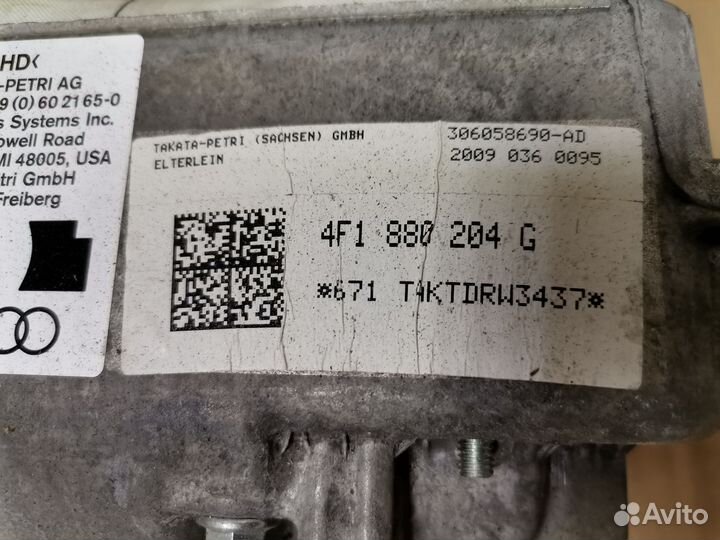 HD<
-PETRI AG
9 (0) 60 21 65-0
s Systems Inc.
owell Road
MI 48005, USA
tri GmbH
Freiberg
TAKATA-PETRI (SACHSEN) GMBH
ELTERLEIN
306058690-AD
2009 036 0095
4F1 880 204 G
*671 TAKTDRW3437*
Avito